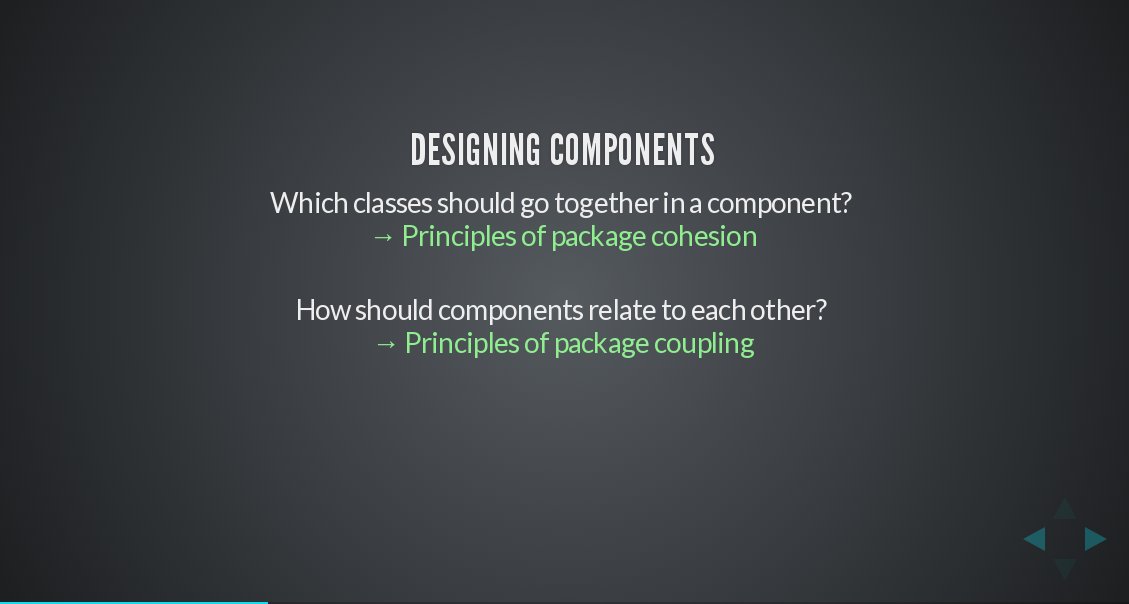 DESIGNING COMPONENTS
Which classes should go together in a component?
→ Principles of package cohesion
How should components relate to each other?
→ Principles of package coupling